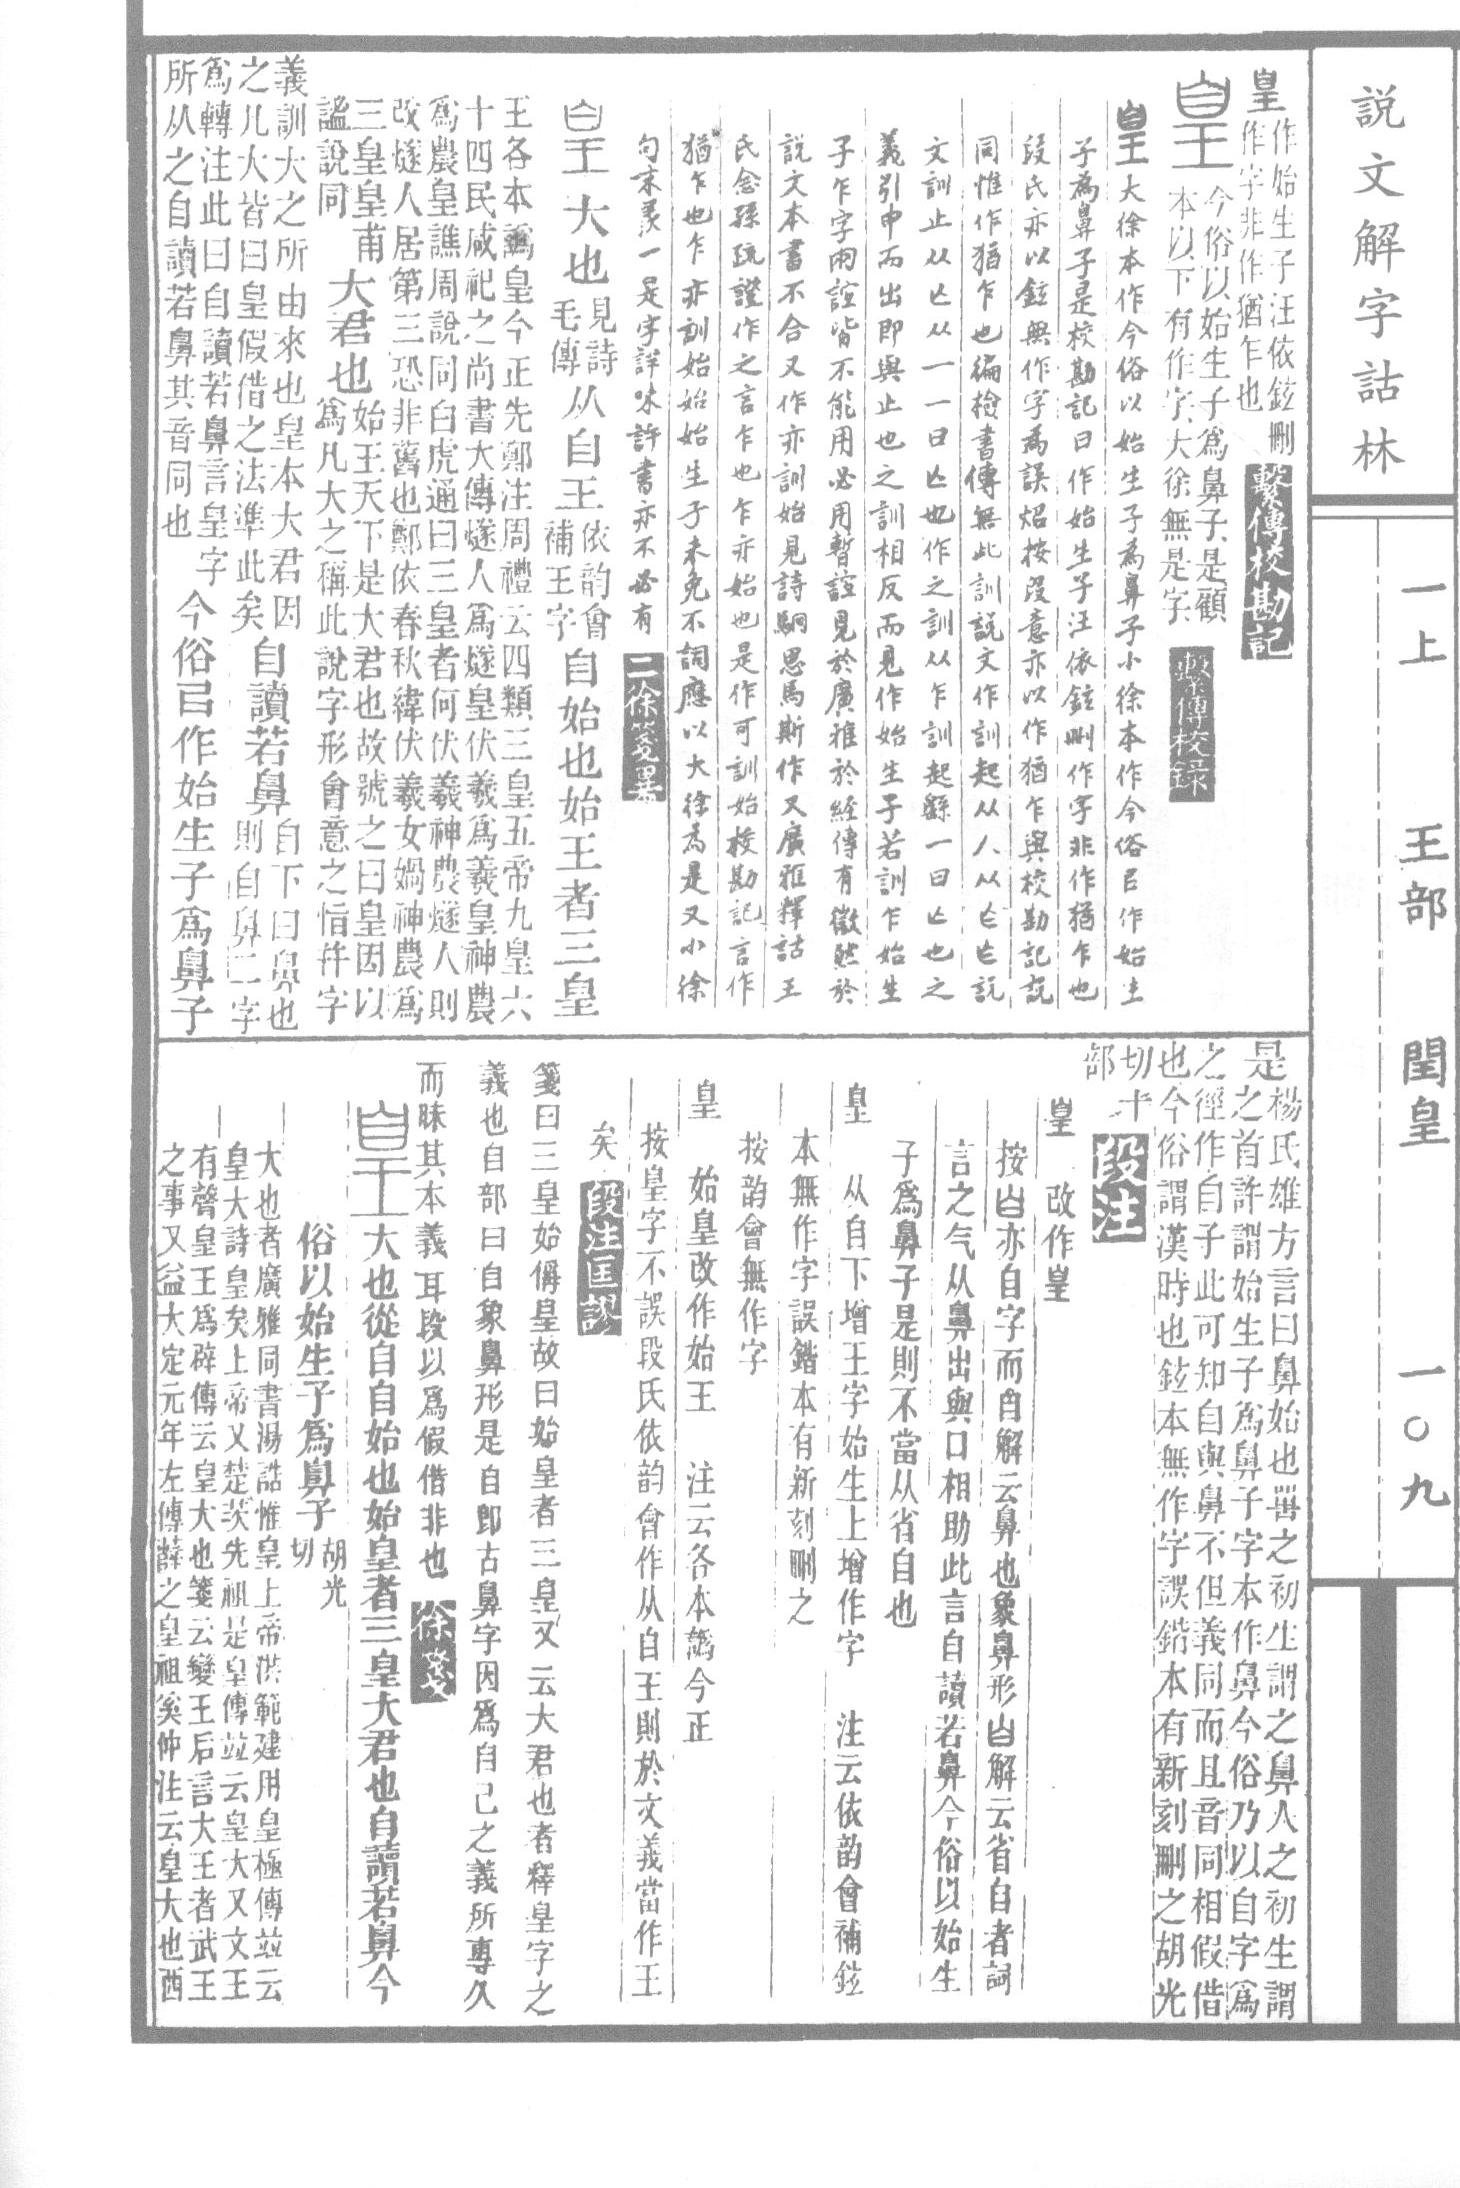 說文解字詁林
一上 王部 閏皇 一〇九
皇
作始生子汪依鉉刪
作字非作猶乍也
繫傳校勘記
皇
今俗以始生子爲鼻子是顧
本以下有作字大徐無是字
繫傳校錄
皇大徐本作今俗以始生子爲鼻子小徐本作今俗㠯作始生
子爲鼻子是校勘記曰作始生子汪依鉉刪作字非作猶乍也
段氏亦以鉉無作字爲誤炤按段意亦以作猶乍與校勘記說
同惟作猶乍也徧檢書傳無此訓說文作訓起从人从乍乍說
文訓止从亡从一一曰亡也作之訓从乍訓起繇一曰亡也之
義引申而出卽與止也之訓相反而見作始生子若訓乍始生
子乍字兩誼皆不能用必用暫誼見於廣雅於經傳有徵然於
說文本書不合又作亦訓始見詩駉思馬斯作又廣雅釋詁王
氏念孫疏證作之言乍也乍亦始也是作可訓始校勘記言作
猶乍也乍亦訓始始始生子未免不詞應以大徐爲是又小徐
句末羨一是字詳味許書亦不必有
二徐箋異
皇大也
見詩
毛傳
从自王
依韵會
補王字
自始也始王者三皇
王各本譌皇今正先鄭注周禮云四類三皇五帝九皇六
十四民咸祀之尚書大傳燧人爲燧皇伏羲爲羲皇神農
爲農皇譙周說同白虎通曰三皇者何伏羲神農燧人則
改燧人居第三恐非舊也鄭依春秋緯伏羲女媧神農爲
三皇皇甫
謐說同
大君也
始王天下是大君也故號之曰皇因以
爲凡大之稱此說字形會意之恉幷字
義訓大之所由來也皇本大君因
之凡大皆曰皇假借之法準此矣
自讀若鼻
自下曰鼻也
則自鼻二字
爲轉注此曰自讀若鼻言皇字
所从之自讀若鼻其音同也
今俗㠯作始生子爲鼻子
是
楊氏雄方言曰鼻始也嘼之初生謂之鼻人之初生謂
之首許謂始生子爲鼻子字本作鼻今俗乃以自字爲
之徑作自子此可知自與鼻不但義同而且音同相假借
也今俗謂漢時也鉉本無作字誤鍇本有新刻刪之胡光
切十
部
段注
皇 改作皇
按自亦自字而自解云鼻也象鼻形自解云省自者詞
言之气从鼻出與口相助此言自讀若鼻今俗以始生
子爲鼻子是則不當从省自也
皇 从自下增王字始生上增作字 注云依韵會補鉉
本無作字誤鍇本有新刻刪之
按韵會無作字
皇 始皇改作始王 注云各本譌今正
按皇字不誤段氏依韵會作从自王則於文義當作王
矣
段注匡謬
箋曰三皇始偁皇故曰始皇者三皇又云大君也者釋皇字之
義也自部曰自象鼻形是自卽古鼻字因爲自己之義所專久
而昧其本義耳段以爲假借非也
徐箋
皇大也從自自始也始皇者三皇大君也自讀若鼻今
俗以始生子爲鼻子
胡光
切
大也者廣雅同書湯誥惟皇上帝洪範建用皇極傳竝云
皇大詩皇矣上帝又楚茨先祖是皇傳竝云皇大又文王
有聲皇王爲辟傳云皇大也箋云變王后言大王者武王
之事又益大定元年左傳薛之皇祖奚仲注云皇大也西